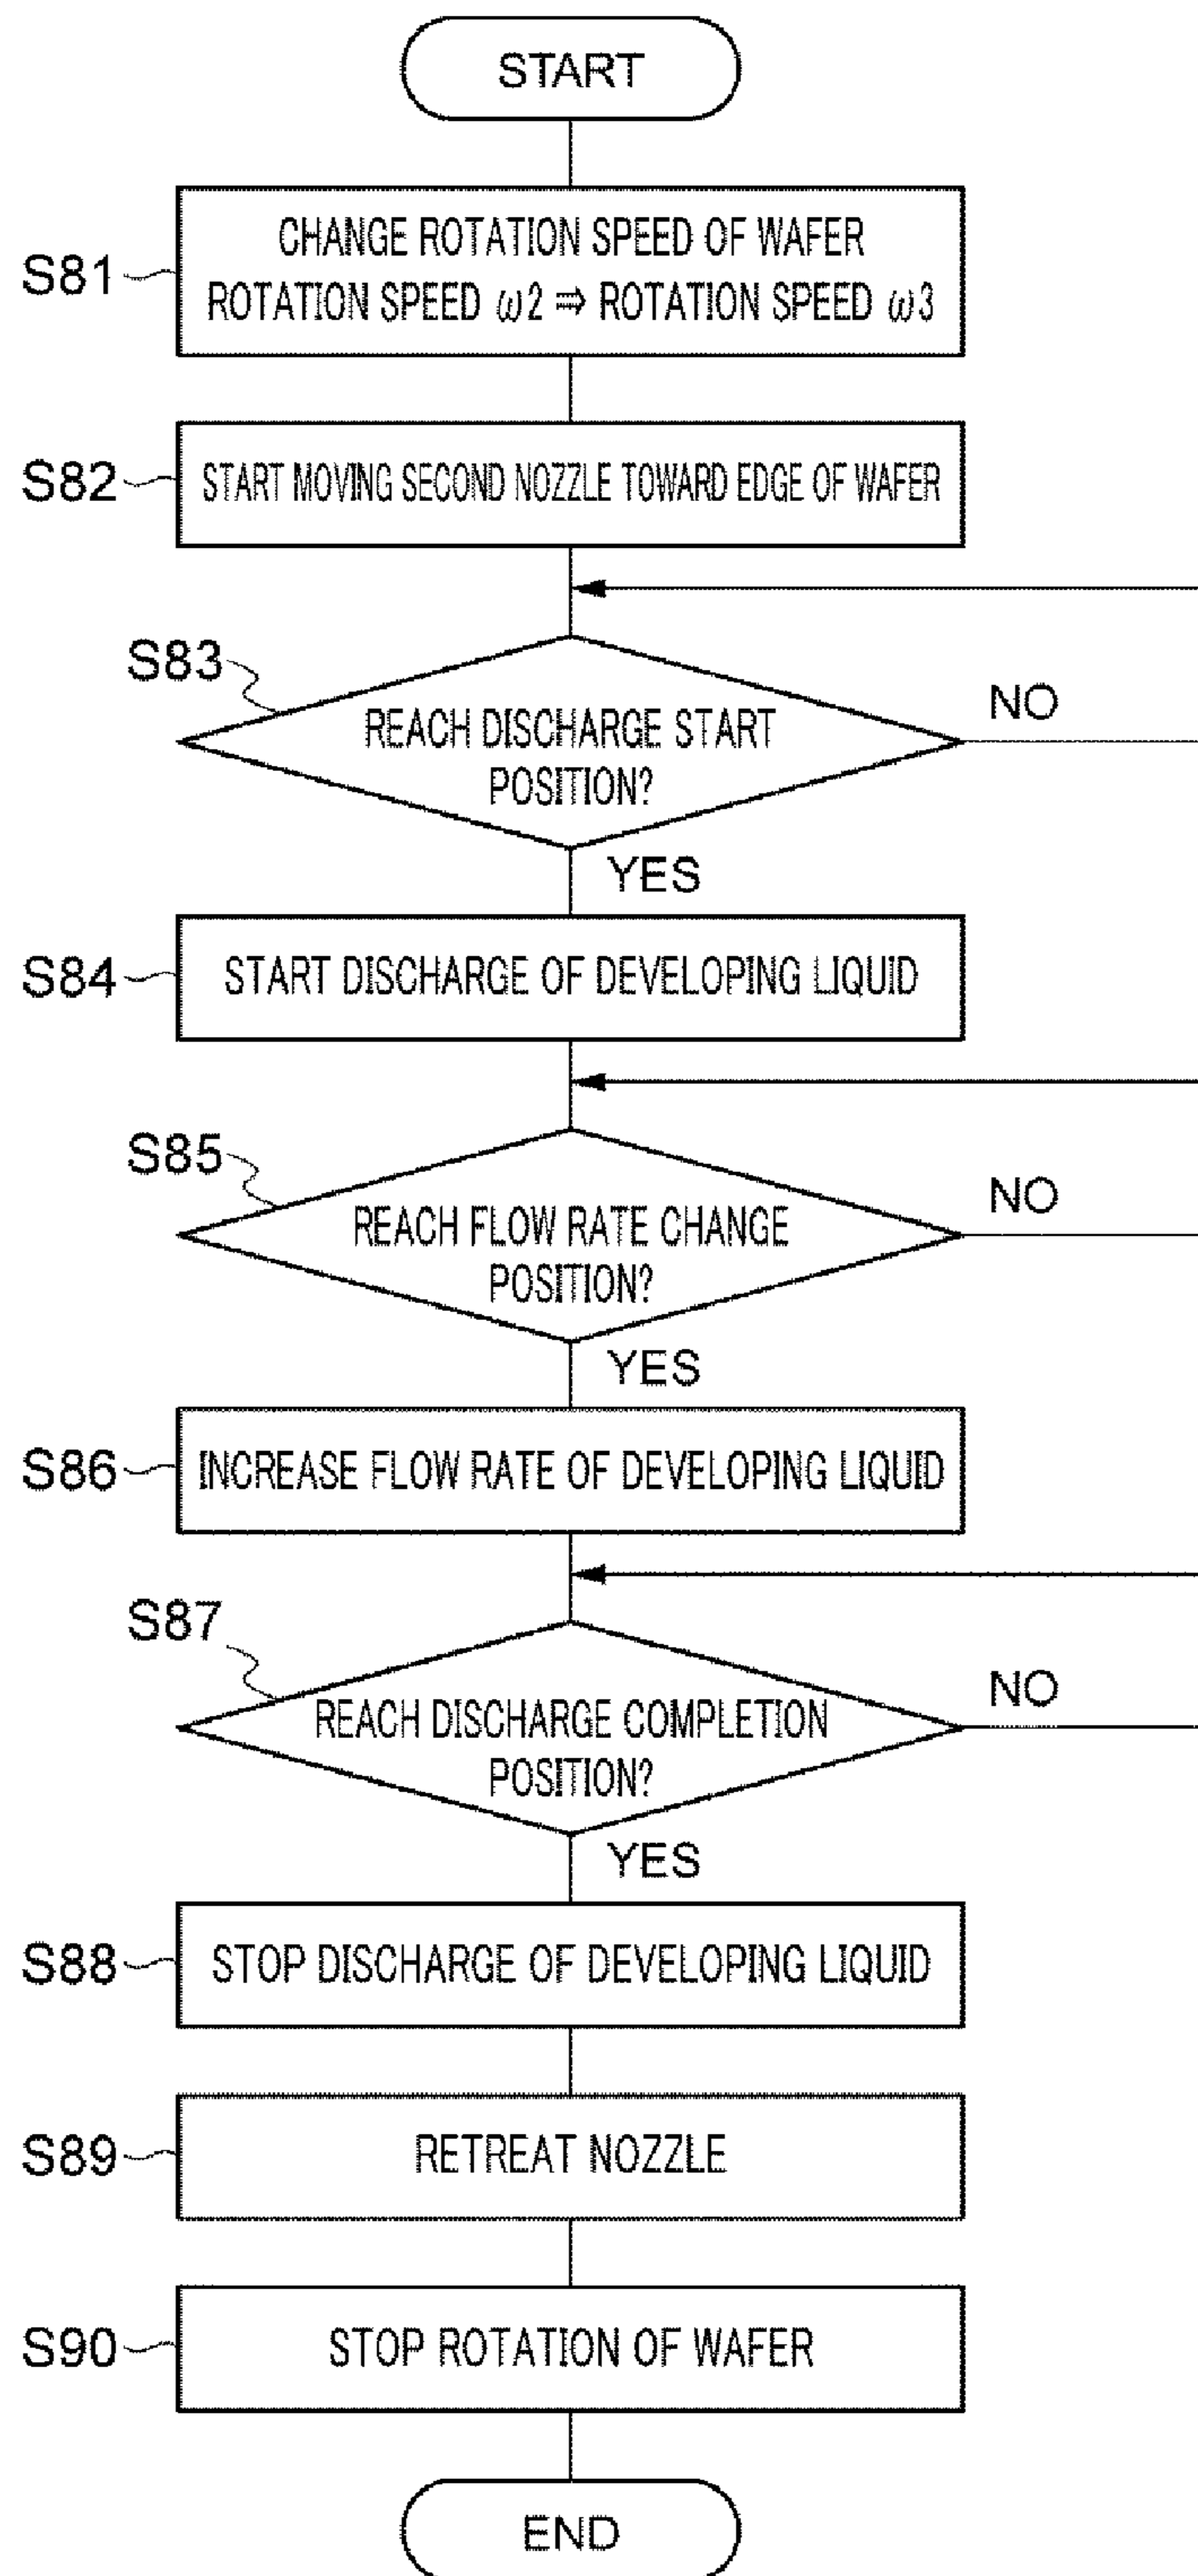 START
S81
CHANGE ROTATION SPEED OF WAFER
ROTATION SPEED ω2 ⇒ ROTATION SPEED ω3
S82
START MOVING SECOND NOZZLE TOWARD EDGE OF WAFER
S83
REACH DISCHARGE START
POSITION?
NO
YES
S84
START DISCHARGE OF DEVELOPING LIQUID
S85
REACH FLOW RATE CHANGE
POSITION?
NO
YES
S86
INCREASE FLOW RATE OF DEVELOPING LIQUID
S87
REACH DISCHARGE COMPLETION
POSITION?
NO
YES
S88
STOP DISCHARGE OF DEVELOPING LIQUID
S89
RETREAT NOZZLE
S90
STOP ROTATION OF WAFER
END